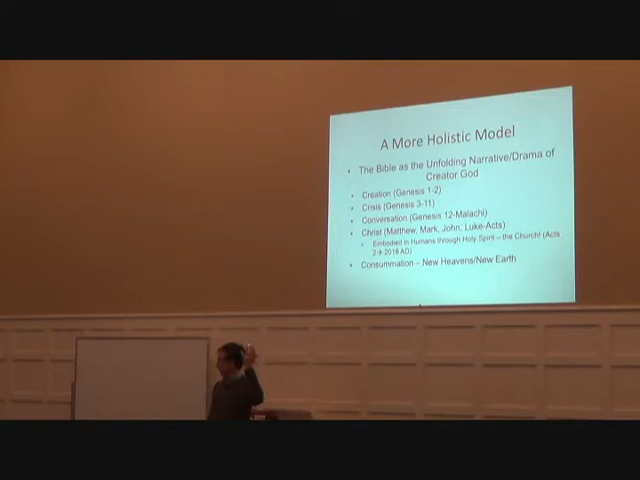 A More Holistic Model
• The Bible as the Unfolding Narrative/Drama of
Creator God
• Creation (Genesis 1-2)
• Crisis (Genesis 3-11)
• Conversation (Genesis 12-Malachi)
• Christ (Matthew, Mark, John, Luke-Acts)
• Embodied in Humans through Holy Spirit – the Church! (Acts
2→ 2018 AD)
• Consummation – New Heavens/New Earth